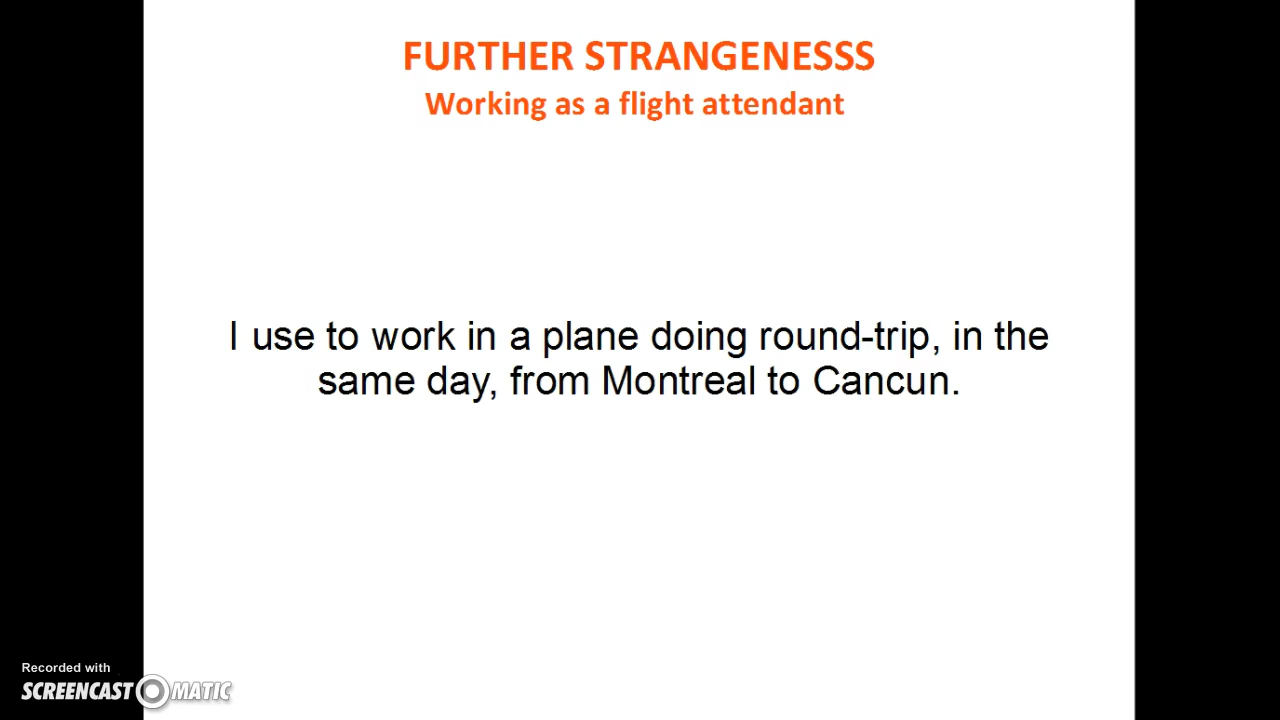 FURTHER STRANGENESSS
Working as a flight attendant
I use to work in a plane doing round-trip, in the
same day, from Montreal to Cancun.
Recorded with
SCREENCAST MATIC